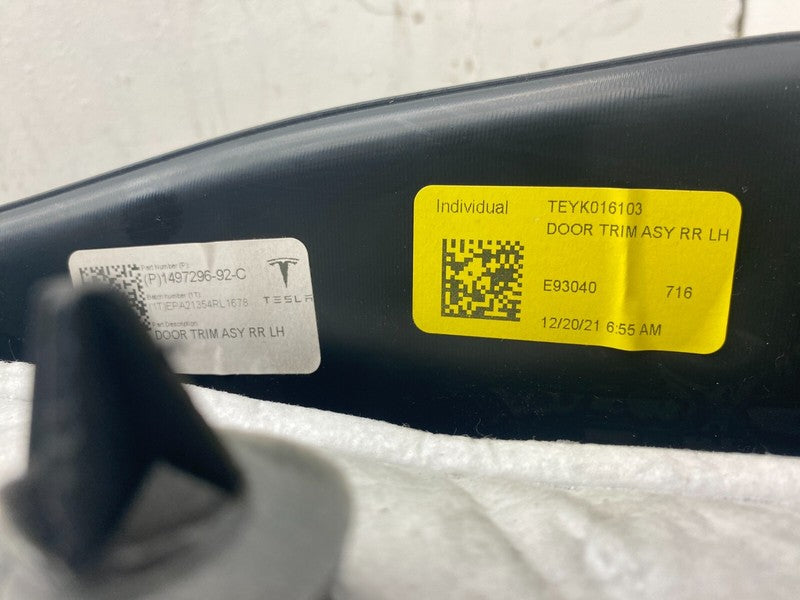 Individual TEYK016103
DOOR TRIM ASY RR LH
E93040 716
12/20/21 6:55 AM
Part Number (P)
(P)1497296-92-C
Batch number (1T)
1T)EPA21354RL1678
TESLA
Part Description
DOOR TRIM ASY RR LH